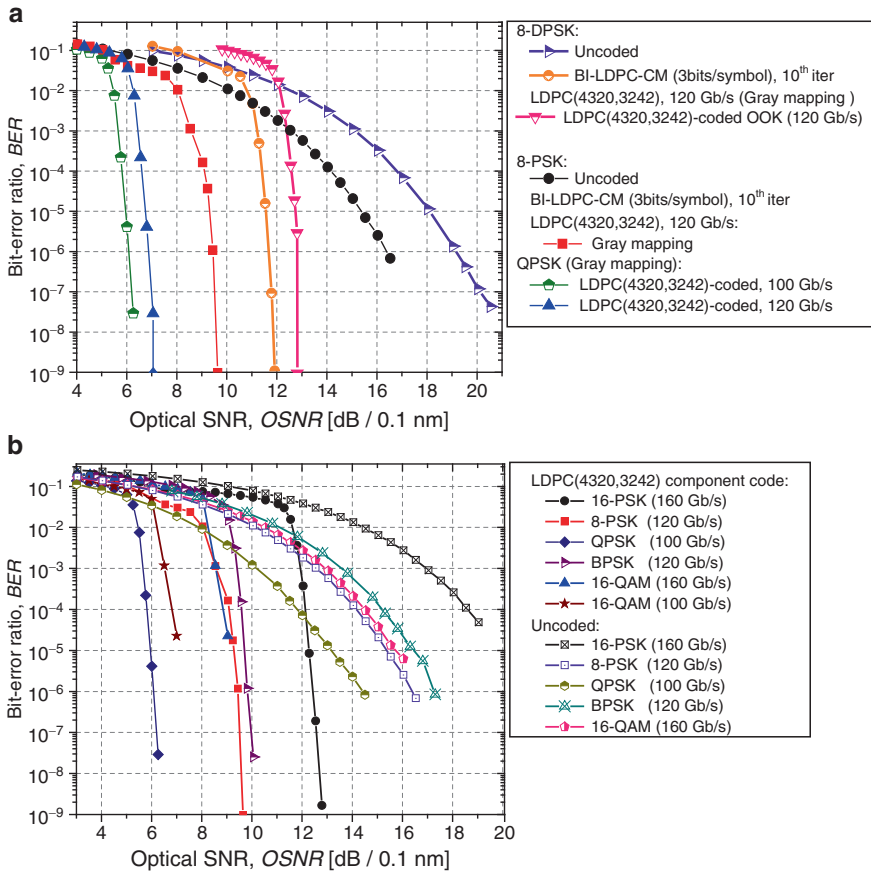 a
Bit-error ratio, BER
10⁻¹
10⁻²
10⁻³
10⁻⁴
10⁻⁵
10⁻⁶
10⁻⁷
10⁻⁸
10⁻⁹
4 6 8 10 12 14 16 18 20
Optical SNR, OSNR [dB / 0.1 nm]
8-DPSK:
Uncoded
BI-LDPC-CM (3bits/symbol), 10th iter
LDPC(4320,3242), 120 Gb/s (Gray mapping )
LDPC(4320,3242)-coded OOK (120 Gb/s)
8-PSK:
Uncoded
BI-LDPC-CM (3bits/symbol), 10th iter
LDPC(4320,3242), 120 Gb/s:
Gray mapping
QPSK (Gray mapping):
LDPC(4320,3242)-coded, 100 Gb/s
LDPC(4320,3242)-coded, 120 Gb/s
b
Bit-error ratio, BER
10⁻¹
10⁻²
10⁻³
10⁻⁴
10⁻⁵
10⁻⁶
10⁻⁷
10⁻⁸
10⁻⁹
4 6 8 10 12 14 16 18 20
Optical SNR, OSNR [dB / 0.1 nm]
LDPC(4320,3242) component code:
16-PSK (160 Gb/s)
8-PSK (120 Gb/s)
QPSK (100 Gb/s)
BPSK (120 Gb/s)
16-QAM (160 Gb/s)
16-QAM (100 Gb/s)
Uncoded:
16-PSK (160 Gb/s)
8-PSK (120 Gb/s)
QPSK (100 Gb/s)
BPSK (120 Gb/s)
16-QAM (160 Gb/s)